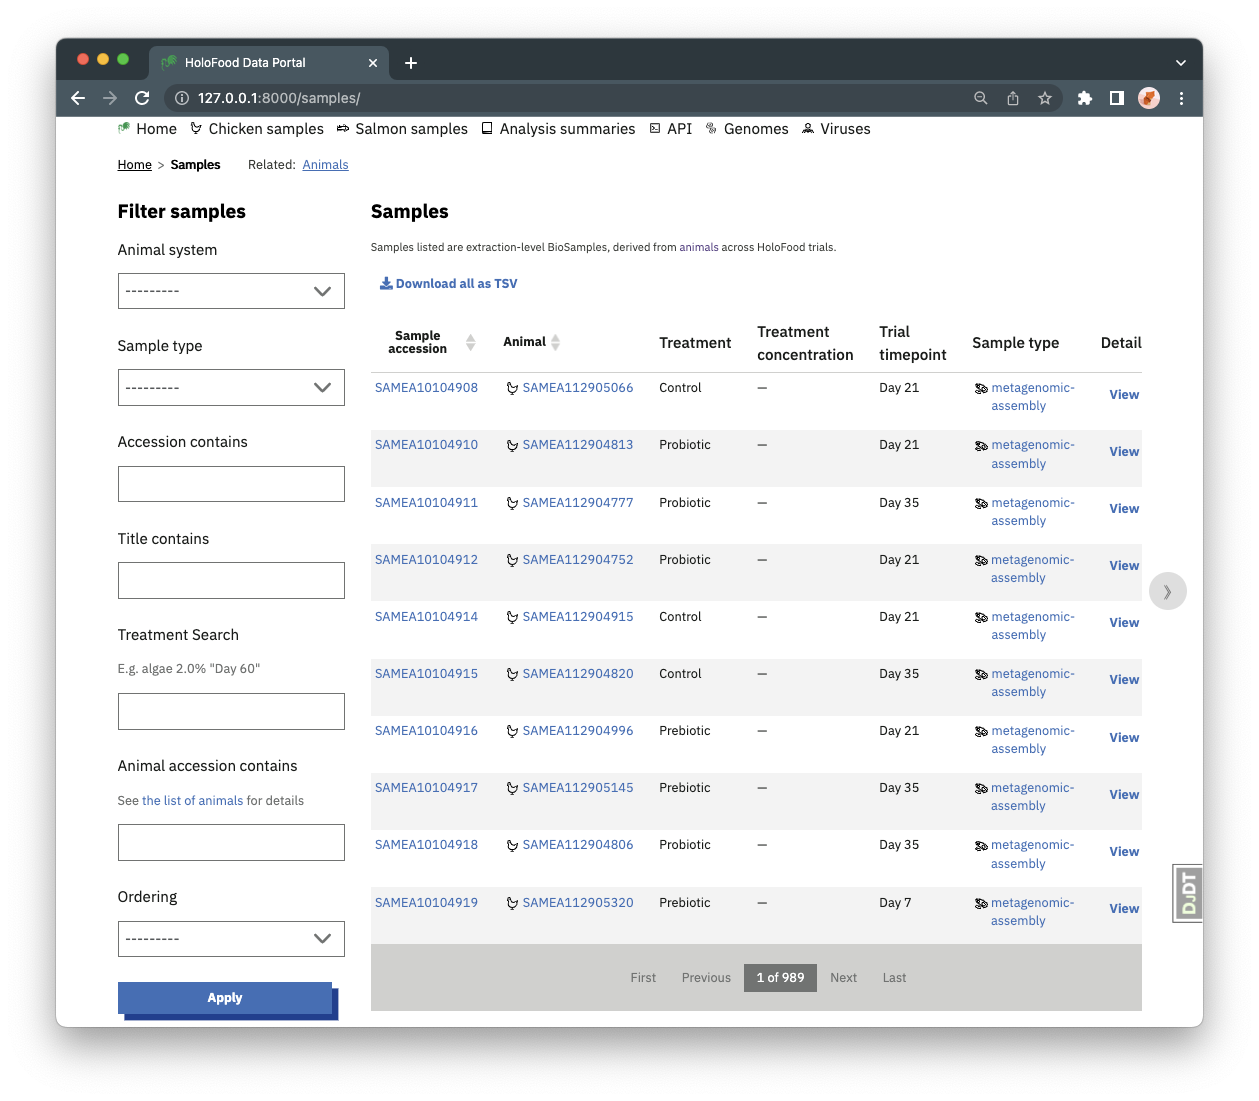 HoloFood Data Portal
127.0.0.1:8000/samples/
Home Chicken samples Salmon samples Analysis summaries API Genomes Viruses
Home > Samples Related: Animals
Filter samples
Animal system
---------
Sample type
---------
Accession contains
Title contains
Treatment Search
E.g. algae 2.0% "Day 60"
Animal accession contains
See the list of animals for details
Ordering
---------
Apply
Samples
Samples listed are extraction-level BioSamples, derived from animals across HoloFood trials.
Download all as TSV
Sample accession Animal Treatment Treatment concentration Trial timepoint Sample type Detail
SAMEA10104908 SAMEA112905066 Control — Day 21 metagenomic-assembly View
SAMEA10104910 SAMEA112904813 Probiotic — Day 21 metagenomic-assembly View
SAMEA10104911 SAMEA112904777 Probiotic — Day 35 metagenomic-assembly View
SAMEA10104912 SAMEA112904752 Probiotic — Day 21 metagenomic-assembly View
SAMEA10104914 SAMEA112904915 Control — Day 21 metagenomic-assembly View
SAMEA10104915 SAMEA112904820 Control — Day 35 metagenomic-assembly View
SAMEA10104916 SAMEA112904996 Prebiotic — Day 21 metagenomic-assembly View
SAMEA10104917 SAMEA112905145 Prebiotic — Day 35 metagenomic-assembly View
SAMEA10104918 SAMEA112904806 Probiotic — Day 35 metagenomic-assembly View
SAMEA10104919 SAMEA112905320 Prebiotic — Day 7 metagenomic-assembly View
First Previous 1 of 989 Next Last
DJDT